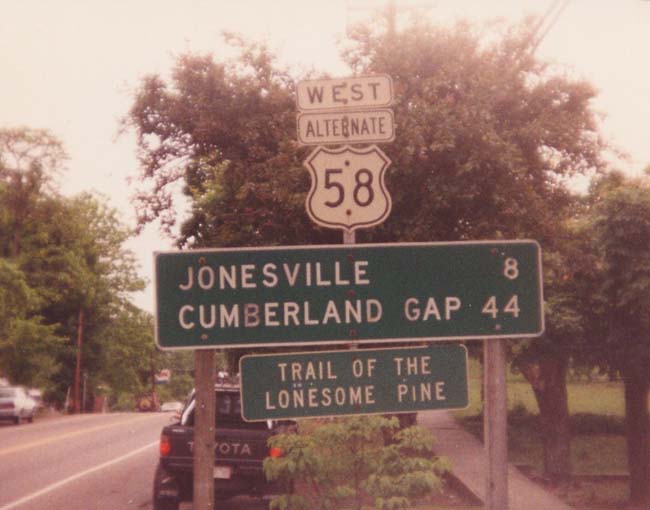 WEST
ALTERNATE
58
JONESVILLE 8
CUMBERLAND GAP 44
TRAIL OF THE
LONESOME PINE
TOYOTA